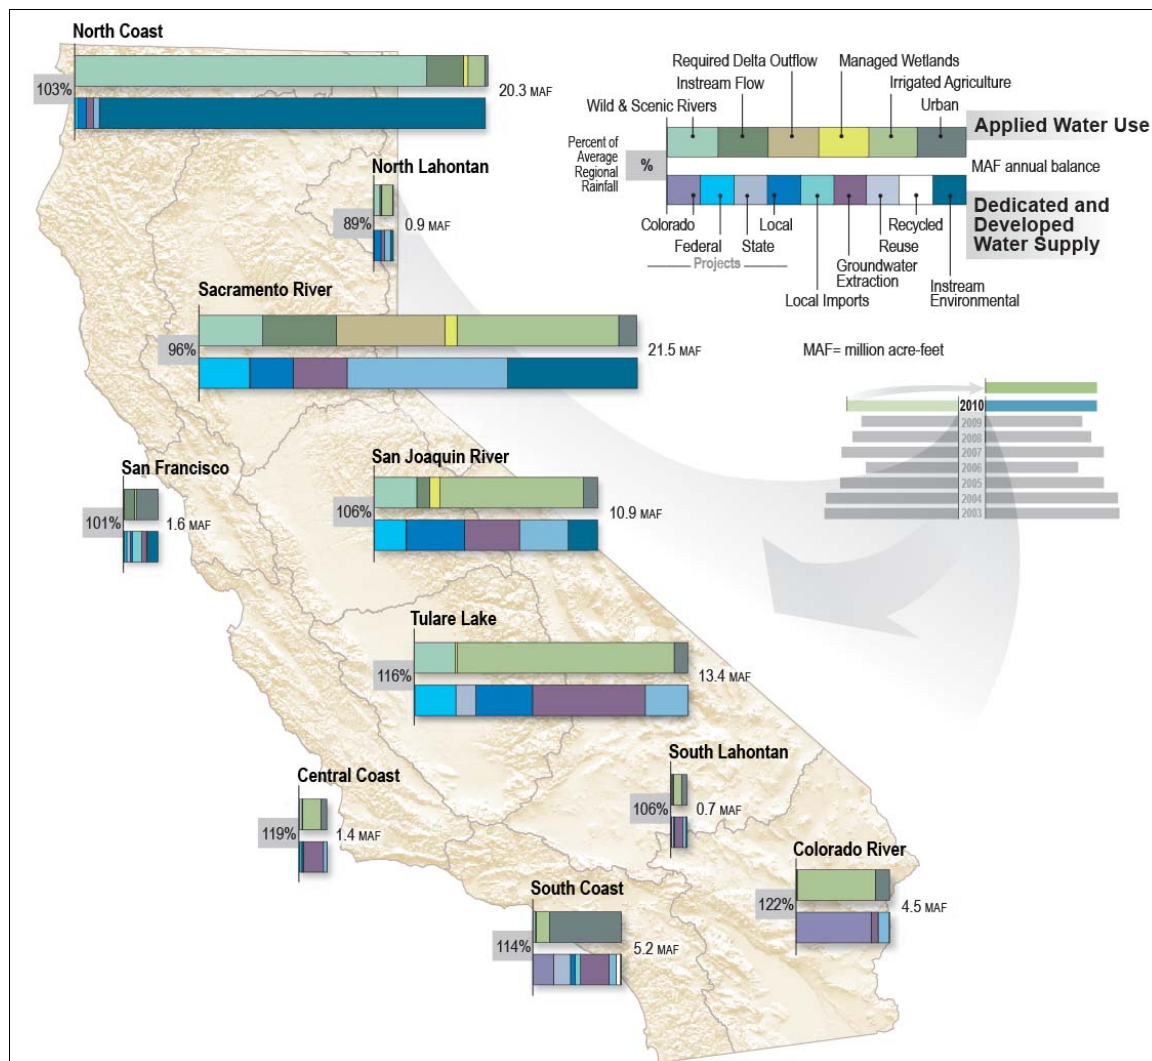 North Coast
103%
20.3 MAF
North Lahontan
89%
0.9 MAF
Sacramento River
96%
21.5 MAF
San Francisco
101%
1.6 MAF
San Joaquin River
106%
10.9 MAF
Tulare Lake
116%
13.4 MAF
Central Coast
119%
1.4 MAF
South Lahontan
106%
0.7 MAF
South Coast
114%
5.2 MAF
Colorado River
122%
4.5 MAF
Required Delta Outflow
Managed Wetlands
Instream Flow
Irrigated Agriculture
Wild & Scenic Rivers
Urban
Applied Water Use
Percent of
Average
Regional
Rainfall
%
MAF annual balance
Colorado
Local
Recycled
Federal
State
Reuse
Projects
Groundwater
Extraction
Instream
Environmental
Local Imports
Dedicated and
Developed
Water Supply
MAF= million acre-feet
2010
2009
2008
2007
2006
2005
2004
2003